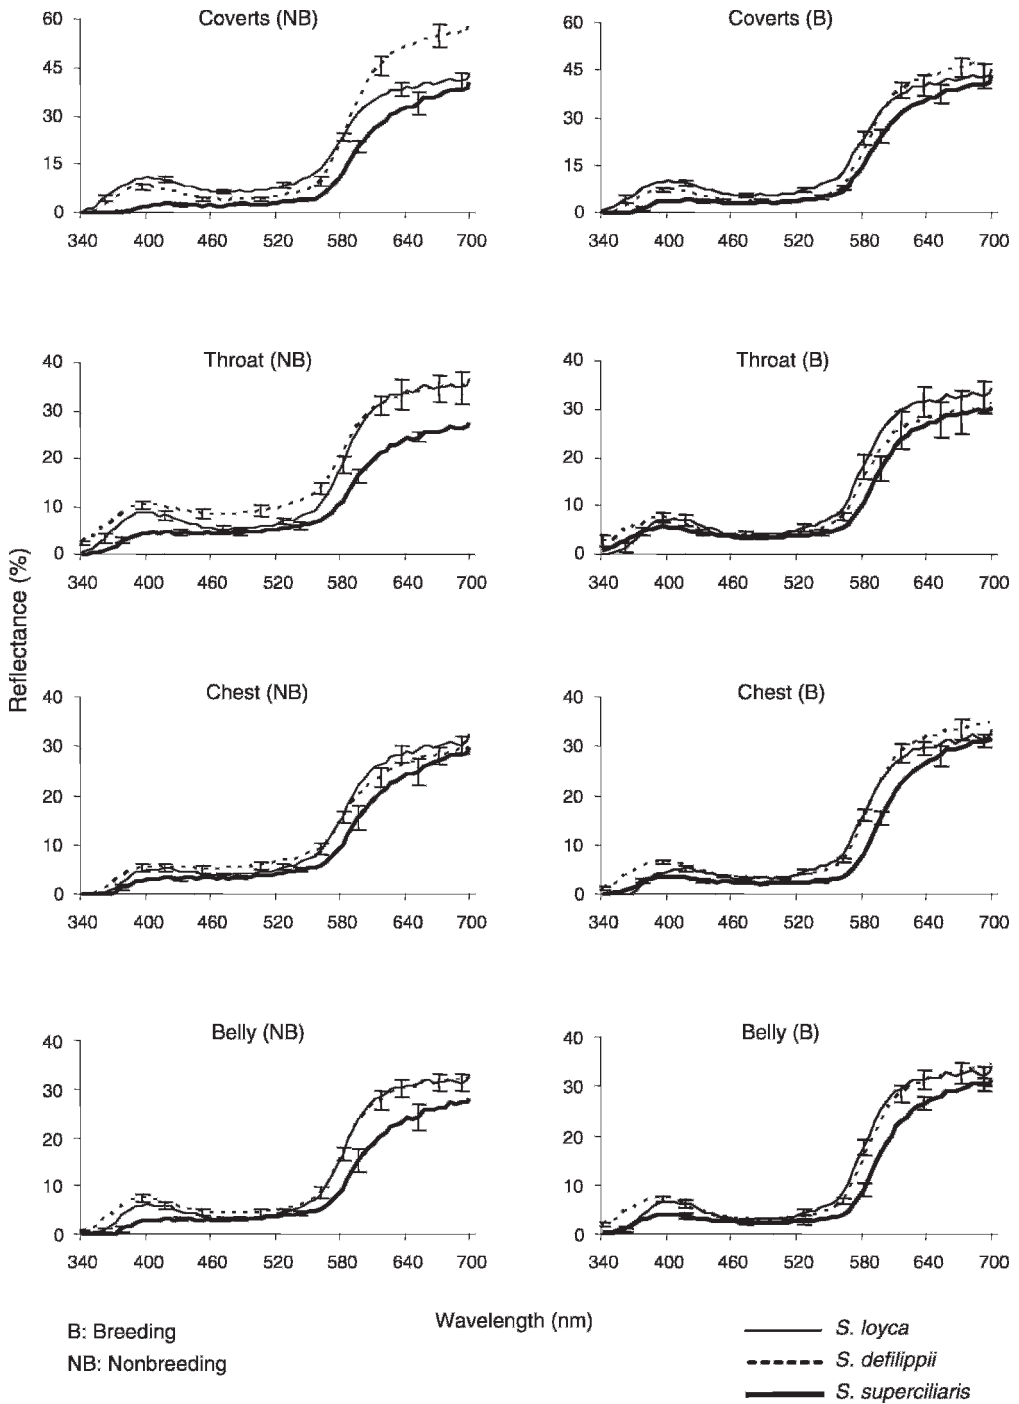 Coverts (NB)
60
45
30
15
0
340 400 460 520 580 640 700
Coverts (B)
60
45
30
15
0
340 400 460 520 580 640 700
Throat (NB)
40
30
20
10
0
340 400 460 520 580 640 700
Throat (B)
40
30
20
10
0
340 400 460 520 580 640 700
Reflectance (%)
Chest (NB)
40
30
20
10
0
340 400 460 520 580 640 700
Chest (B)
40
30
20
10
0
340 400 460 520 580 640 700
Belly (NB)
40
30
20
10
0
340 400 460 520 580 640 700
Belly (B)
40
30
20
10
0
340 400 460 520 580 640 700
Wavelength (nm)
B: Breeding
NB: Nonbreeding
S. loyca
S. defilippii
S. superciliaris